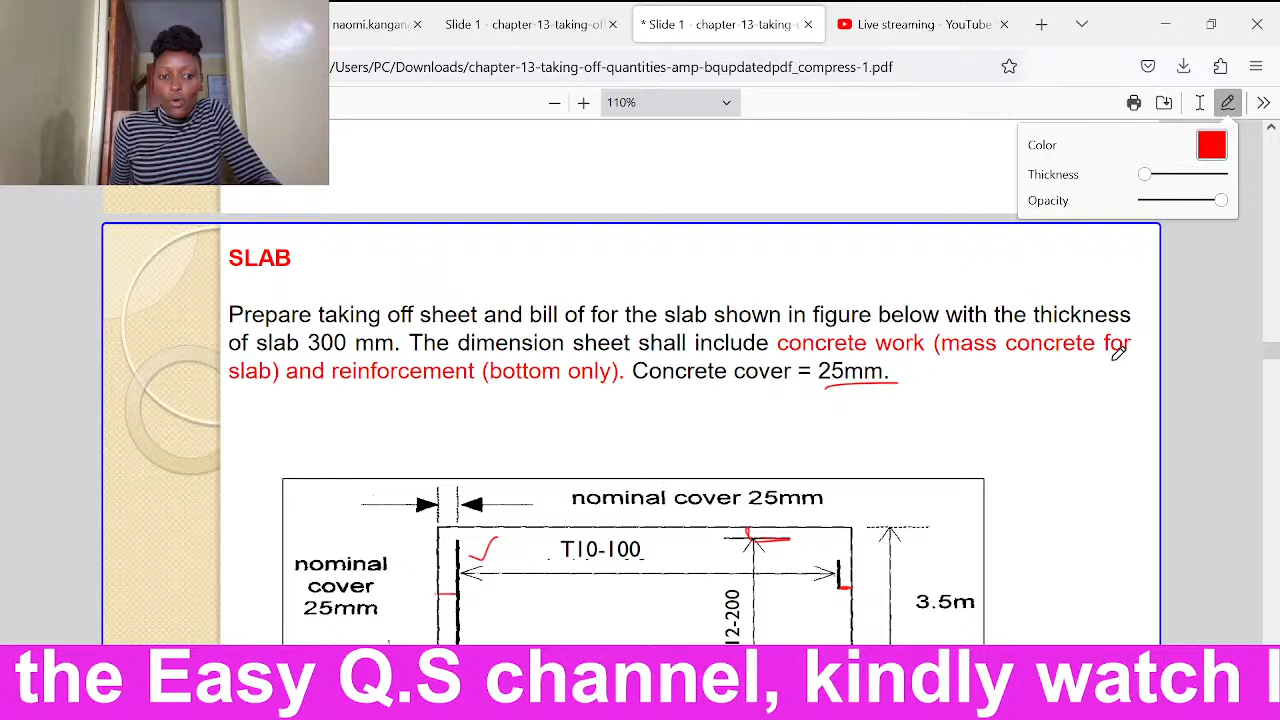 naomi.kangan
Slide 1 - chapter-13-taking-of
* Slide 1 - chapter-13-taking-
Live streaming - YouTube
/Users/PC/Downloads/chapter-13-taking-off-quantities-amp-bqupdatedpdf_compress-1.pdf
110%
Color
Thickness
Opacity
SLAB
Prepare taking off sheet and bill of for the slab shown in figure below with the thickness
of slab 300 mm. The dimension sheet shall include concrete work (mass concrete for
slab) and reinforcement (bottom only). Concrete cover = 25mm.
nominal cover 25mm
T10-100
nominal
cover
25mm
12-200
3.5m
the Easy Q.S channel, kindly watch